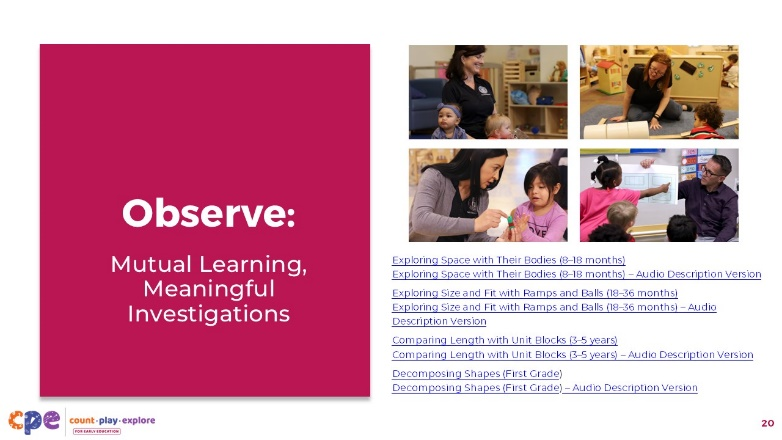 Observe:
Mutual Learning,
Meaningful
Investigations
Exploring Space with Their Bodies (8–18 months)
Exploring Space with Their Bodies (8–18 months) – Audio Description Version
Exploring Size and Fit with Ramps and Balls (18–36 months)
Exploring Size and Fit with Ramps and Balls (18–36 months) – Audio
Description Version
Comparing Length with Unit Blocks (3–5 years)
Comparing Length with Unit Blocks (3–5 years) – Audio Description Version
Decomposing Shapes (First Grade)
Decomposing Shapes (First Grade) – Audio Description Version
cpe
count·play·explore
FOR EARLY EDUCATION
20